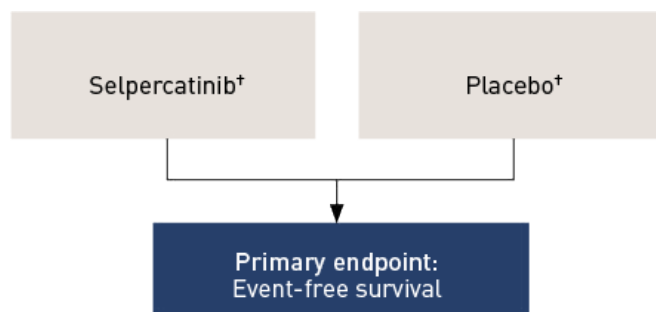 Selpercatinib†
Placebo†
Primary endpoint:
Event-free survival